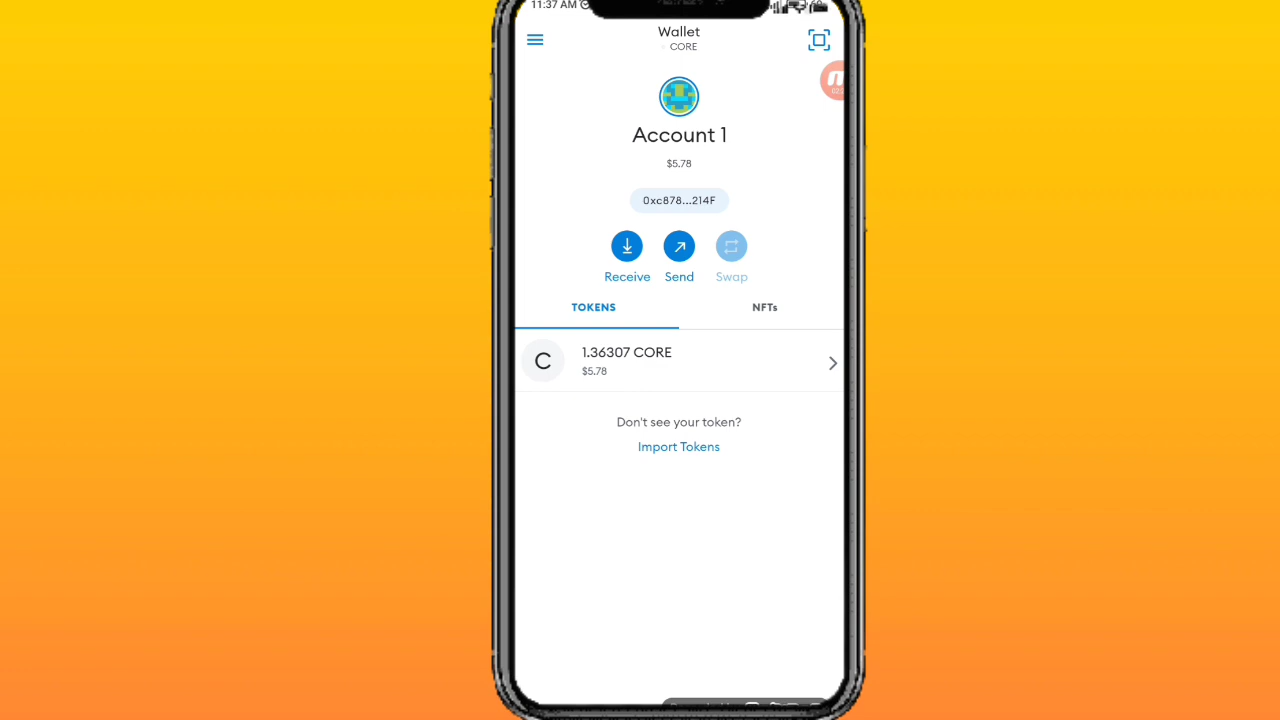 11:37 AM
Wallet
CORE
Account 1
$5.78
0xc878...214F
Receive Send Swap
TOKENS NFTs
C
1.36307 CORE
$5.78
Don't see your token?
Import Tokens